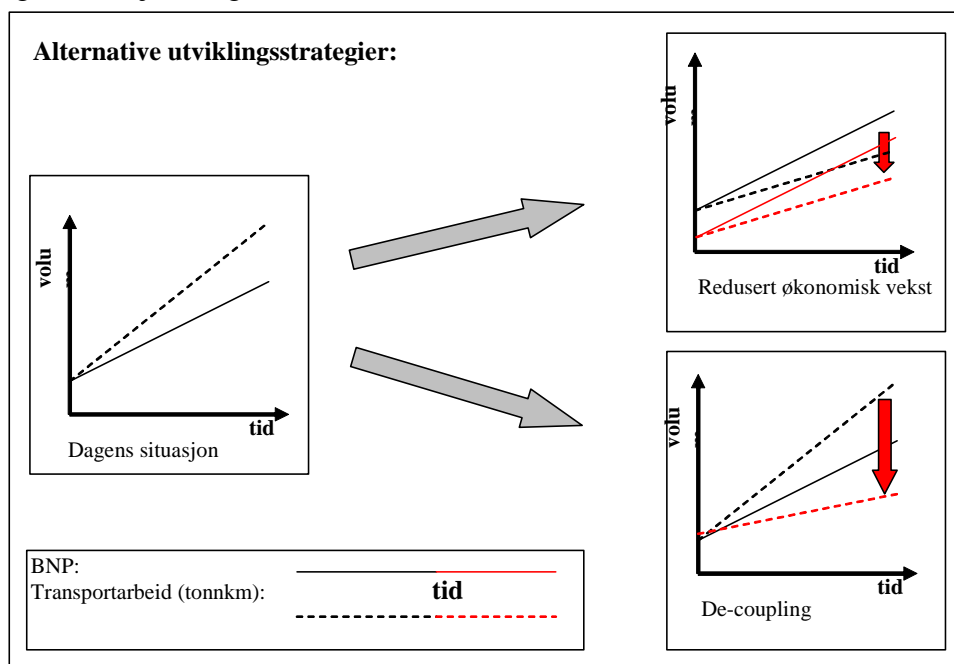 Alternative utviklingsstrategier:
volu
tid
Redusert økonomisk vekst
volu
tid
Dagens situasjon
volu
tid
De-coupling
BNP:
Transportarbeid (tonnkm):
tid